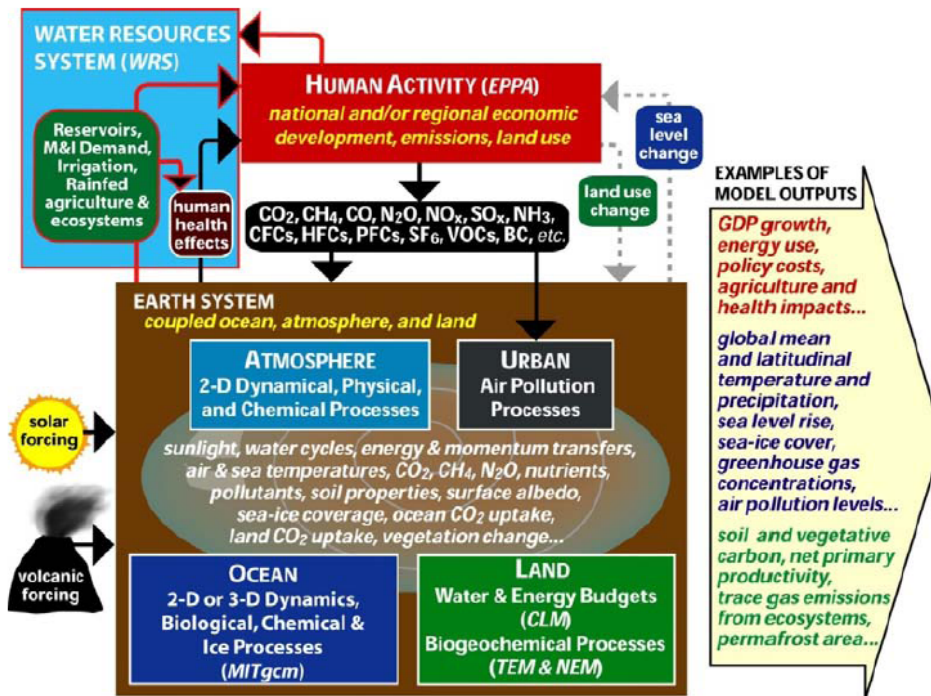 WATER RESOURCES
SYSTEM (WRS)
HUMAN ACTIVITY (EPPA)
national and/or regional economic
development, emissions, land use
Reservoirs,
M&I Demand,
Irrigation,
Rainfed
agriculture &
ecosystems
human
health
effects
sea
level
change
land use
change
CO₂, CH₄, CO, N₂O, NOₓ, SOₓ, NH₃,
CFCs, HFCs, PFCs, SF₆, VOCs, BC, etc.
EARTH SYSTEM
coupled ocean, atmosphere, and land
ATMOSPHERE
2-D Dynamical, Physical,
and Chemical Processes
URBAN
Air Pollution
Processes
solar
forcing
volcanic
forcing
sunlight, water cycles, energy & momentum transfers,
air & sea temperatures, CO₂, CH₄, N₂O, nutrients,
pollutants, soil properties, surface albedo,
sea-ice coverage, ocean CO₂ uptake,
land CO₂ uptake, vegetation change...
OCEAN
2-D or 3-D Dynamics,
Biological, Chemical &
Ice Processes
(MITgcm)
LAND
Water & Energy Budgets
(CLM)
Biogeochemical Processes
(TEM & NEM)
EXAMPLES OF
MODEL OUTPUTS
GDP growth,
energy use,
policy costs,
agriculture and
health impacts...
global mean
and latitudinal
temperature and
precipitation,
sea level rise,
sea-ice cover,
greenhouse gas
concentrations,
air pollution levels...
soil and vegetative
carbon, net primary
productivity,
trace gas emissions
from ecosystems,
permafrost area...